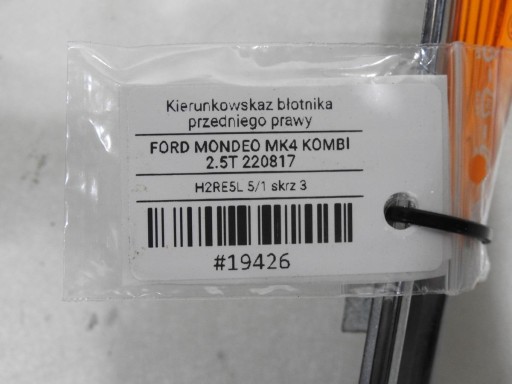 Kierunkowskaz błotnika
przedniego prawy
FORD MONDEO MK4 KOMBI
2.5T 220817
H2RE5L 5/1 skrz 3
#19426